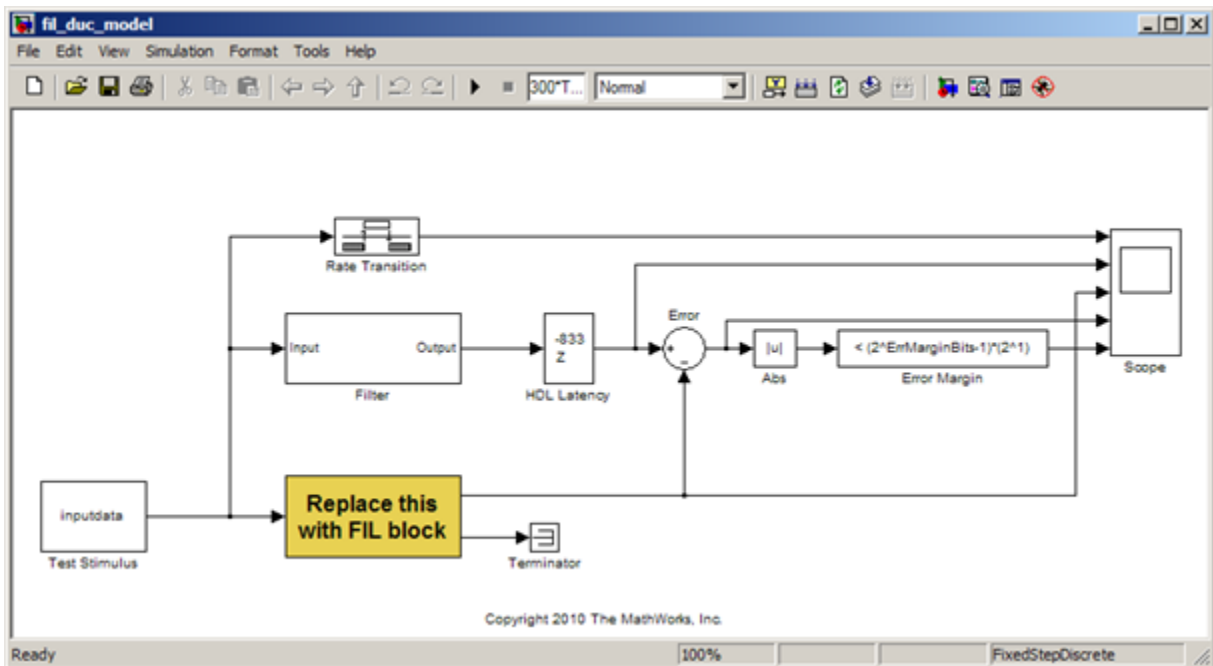 fil_duc_model
File Edit View Simulation Format Tools Help
300*T... Normal
Rate Transition
Input Output
Filter
-833
Z
HDL Latency
Error
+
-
|u|
Abs
< (2^ErrMarginBits-1)*(2^1)
Error Margin
Scope
inputdata
Test Stimulus
Replace this
with FIL block
Terminator
Copyright 2010 The MathWorks, Inc.
Ready 100% FixedStepDiscrete